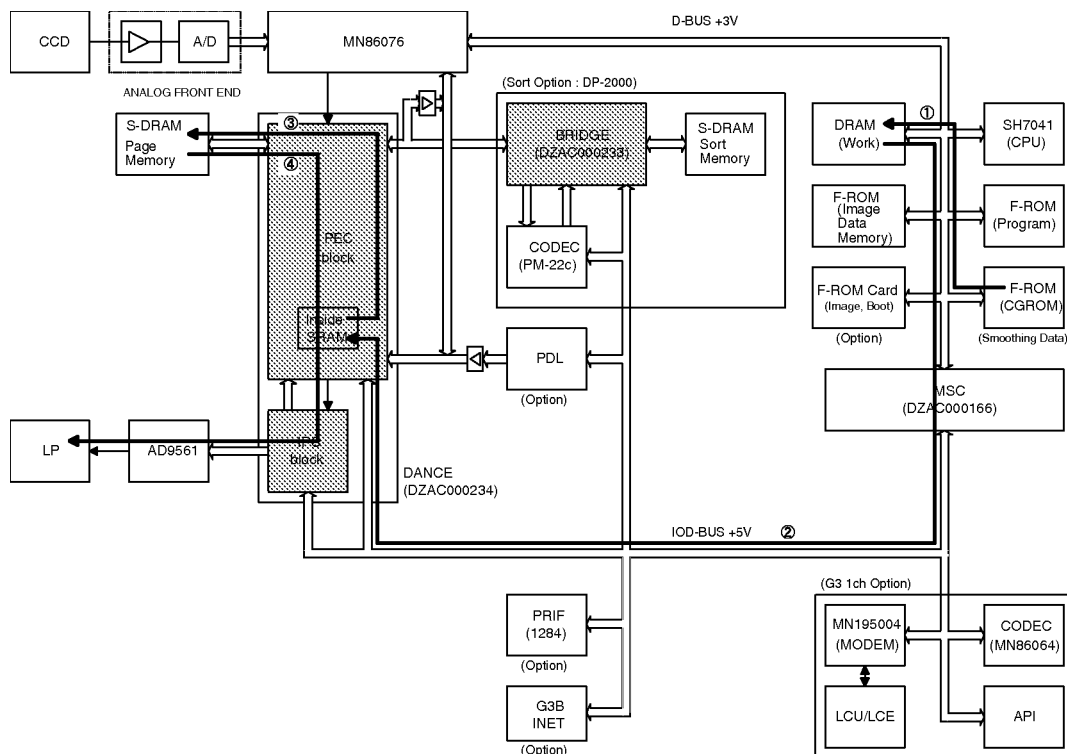 D-BUS +3V
CCD
A/D
MN86076
ANALOG FRONT END
(Sort Option : DP-2000)
S-DRAM
Page
Memory
③
④
BRIDGE
(DZAC000233)
S-DRAM
Sort
Memory
DRAM
(Work)
①
SH7041
(CPU)
F-ROM
(Image
Data
Memory)
F-ROM
(Program)
PEC
block
CODEC
(PM-22c)
F-ROM Card
(Image, Boot)
(Option)
F-ROM
(CGROM)
(Smoothing Data)
Inside
SRAM
PDL
(Option)
MSC
(DZAC000166)
LP
AD9561
IPC
block
DANCE
(DZAC000234)
IOD-BUS +5V
②
(G3 1ch Option)
PRIF
(1284)
(Option)
MN195004
(MODEM)
CODEC
(MN86064)
G3B
INET
(Option)
LCU/LCE
API